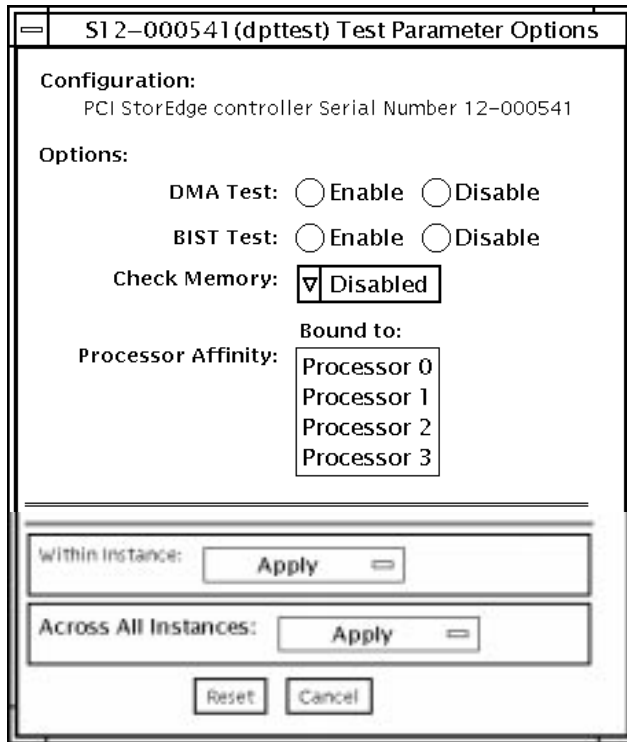 S12-000541(dpttest) Test Parameter Options
Configuration:
PCI StorEdge controller Serial Number 12-000541
Options:
DMA Test: Enable Disable
BIST Test: Enable Disable
Check Memory: Disabled
Bound to:
Processor Affinity:
Processor 0
Processor 1
Processor 2
Processor 3
Within Instance: Apply
Across All Instances: Apply
Reset Cancel